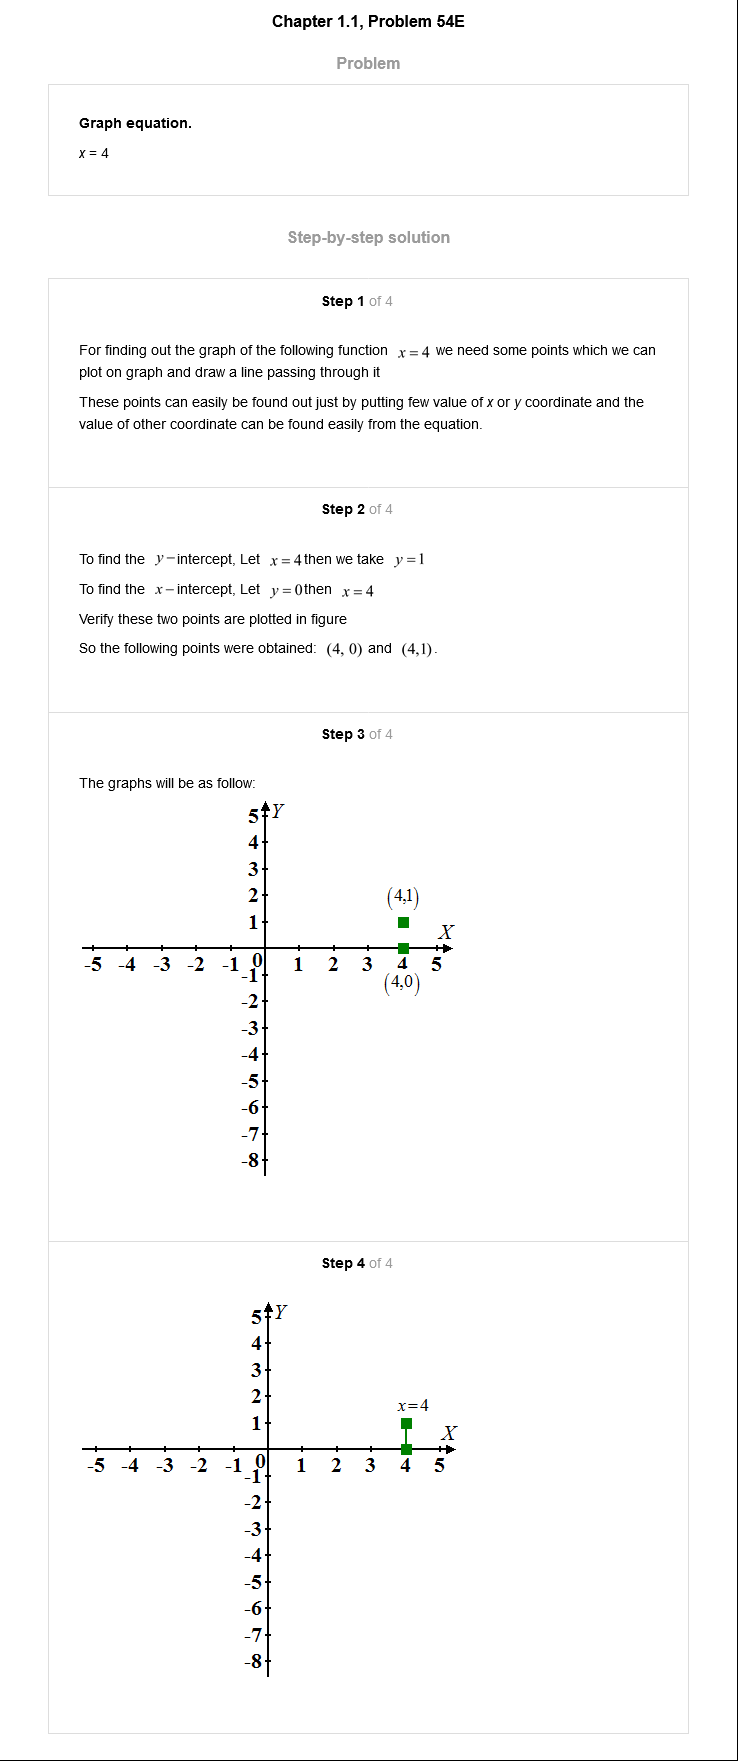 Chapter 1.1, Problem 54E
Problem
Graph equation.
x = 4
Step-by-step solution
Step 1 of 4
For finding out the graph of the following function x = 4 we need some points which we can
plot on graph and draw a line passing through it
These points can easily be found out just by putting few value of x or y coordinate and the
value of other coordinate can be found easily from the equation.
Step 2 of 4
To find the y − intercept, Let x = 4 then we take y = 1
To find the x − intercept, Let y = 0 then x = 4
Verify these two points are plotted in figure
So the following points were obtained: (4, 0) and (4,1).
Step 3 of 4
The graphs will be as follow:
5 Y
4
3
2
(4,1)
1
X
-5 -4 -3 -2 -1 0 1 2 3 4 5
-1
(4,0)
-2
-3
-4
-5
-6
-7
-8
Step 4 of 4
5 Y
4
3
2
x=4
1
X
-5 -4 -3 -2 -1 0 1 2 3 4 5
-1
-2
-3
-4
-5
-6
-7
-8